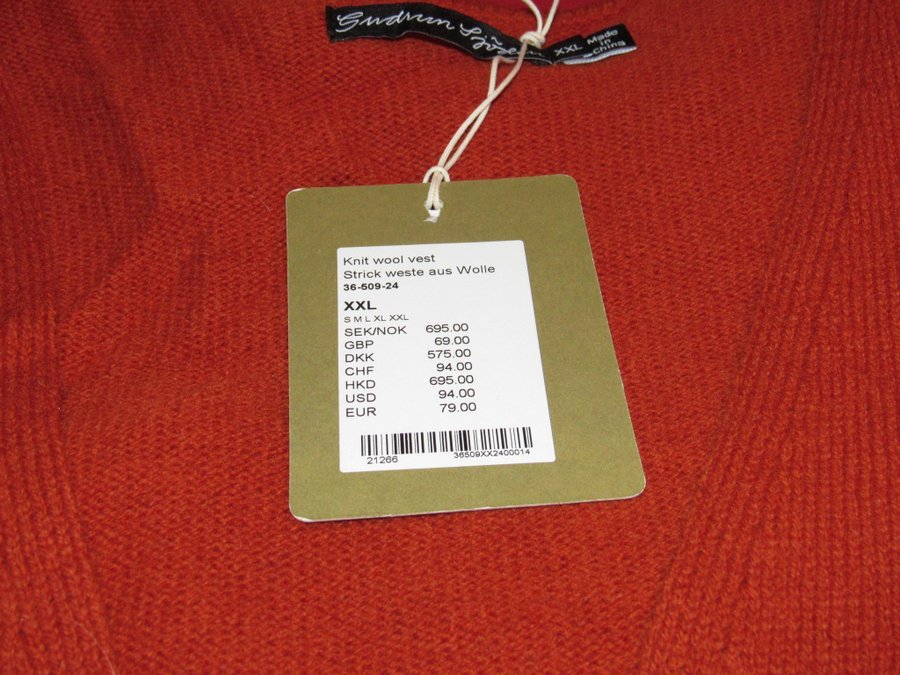 Gudrun Sjödén
XXL
Made
in
China
Knit wool vest
Strick weste aus Wolle
36-509-24
XXL
S M L XL XXL
SEK/NOK 695.00
GBP 69.00
DKK 575.00
CHF 94.00
HKD 695.00
USD 94.00
EUR 79.00
21266 36509XX2400014